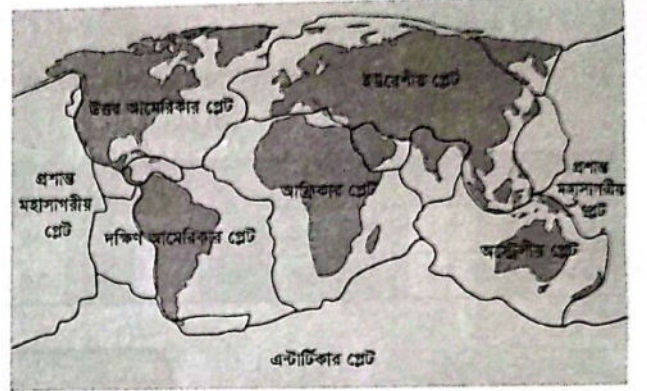 উত্তর আমেরিকার প্লেট
ইউরেশীয় প্লেট
প্রশান্ত
মহাসাগরীয়
প্লেট
আফ্রিকার প্লেট
প্রশান্ত
মহাসাগরীয়
প্লেট
দক্ষিণ আমেরিকার প্লেট
অস্ট্রেলীয় প্লেট
এন্টার্টিকার প্লেট